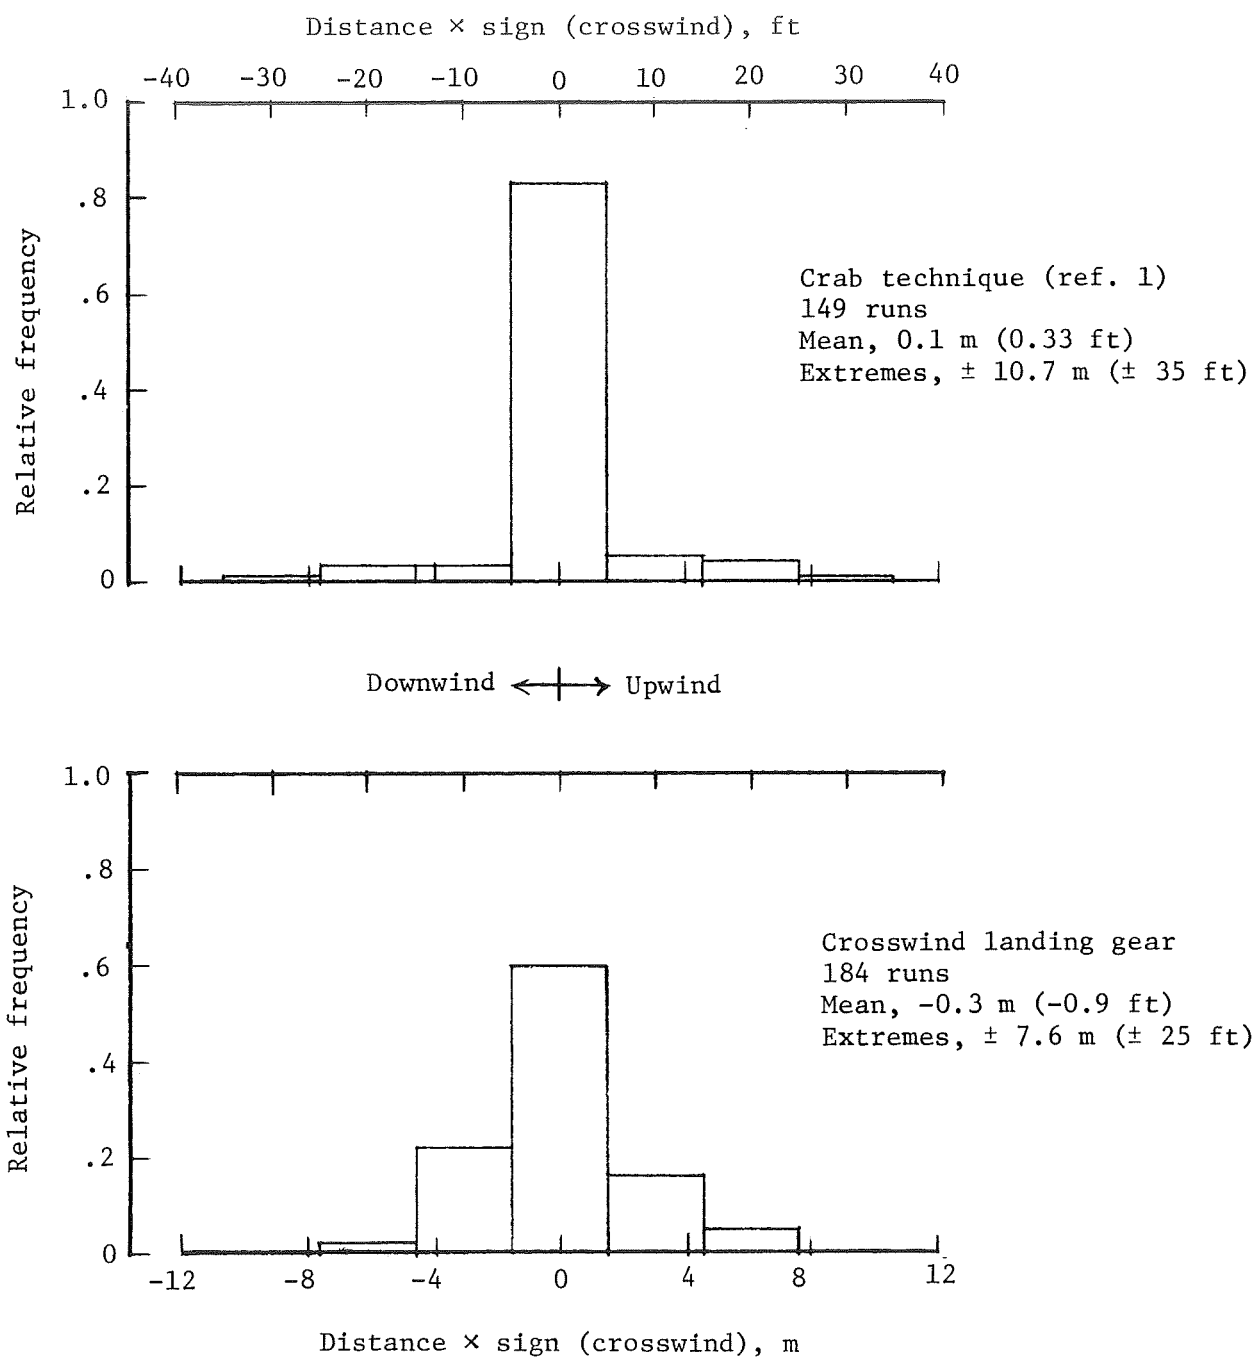 Distance × sign (crosswind), ft
-40 -30 -20 -10 0 10 20 30 40
1.0
.8
.6
.4
.2
0
Relative frequency
Crab technique (ref. 1)
149 runs
Mean, 0.1 m (0.33 ft)
Extremes, ± 10.7 m (± 35 ft)
Downwind Upwind
1.0
.8
.6
.4
.2
0
Relative frequency
Crosswind landing gear
184 runs
Mean, -0.3 m (-0.9 ft)
Extremes, ± 7.6 m (± 25 ft)
-12 -8 -4 0 4 8 12
Distance × sign (crosswind), m